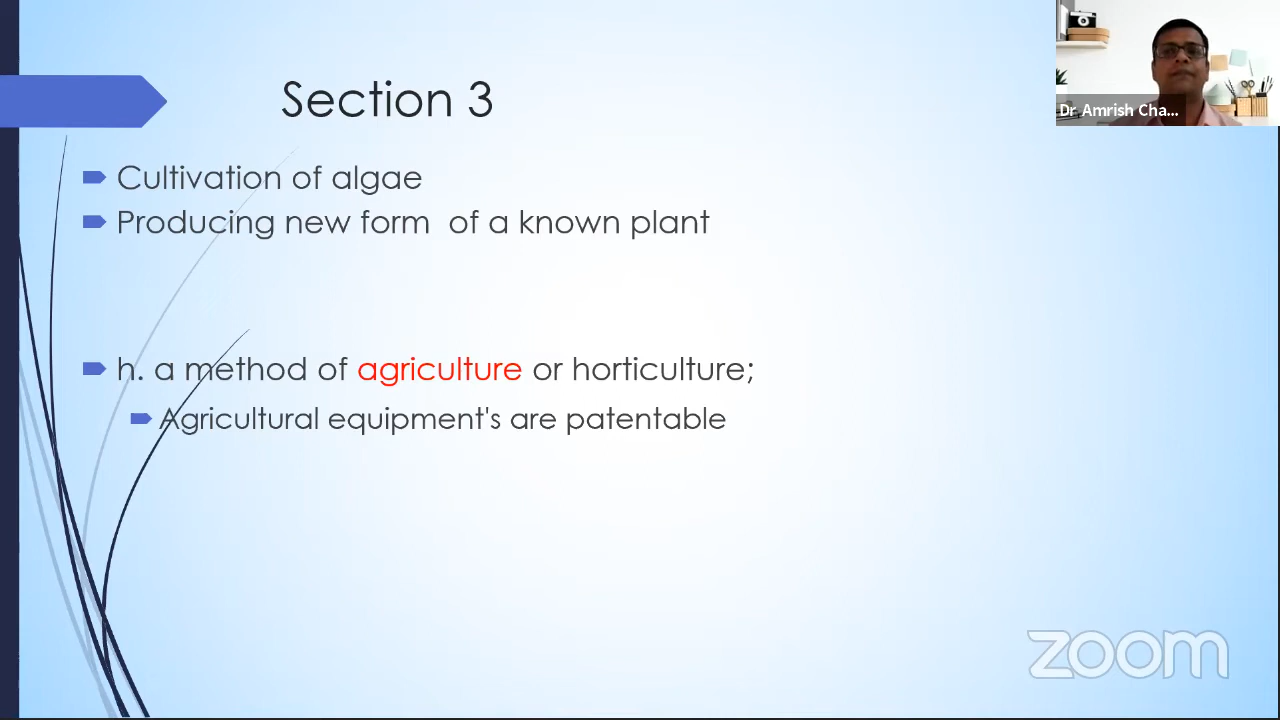 Section 3
Dr Amrish Cha...
Cultivation of algae
Producing new form of a known plant
h. a method of agriculture or horticulture;
Agricultural equipment's are patentable
zoom